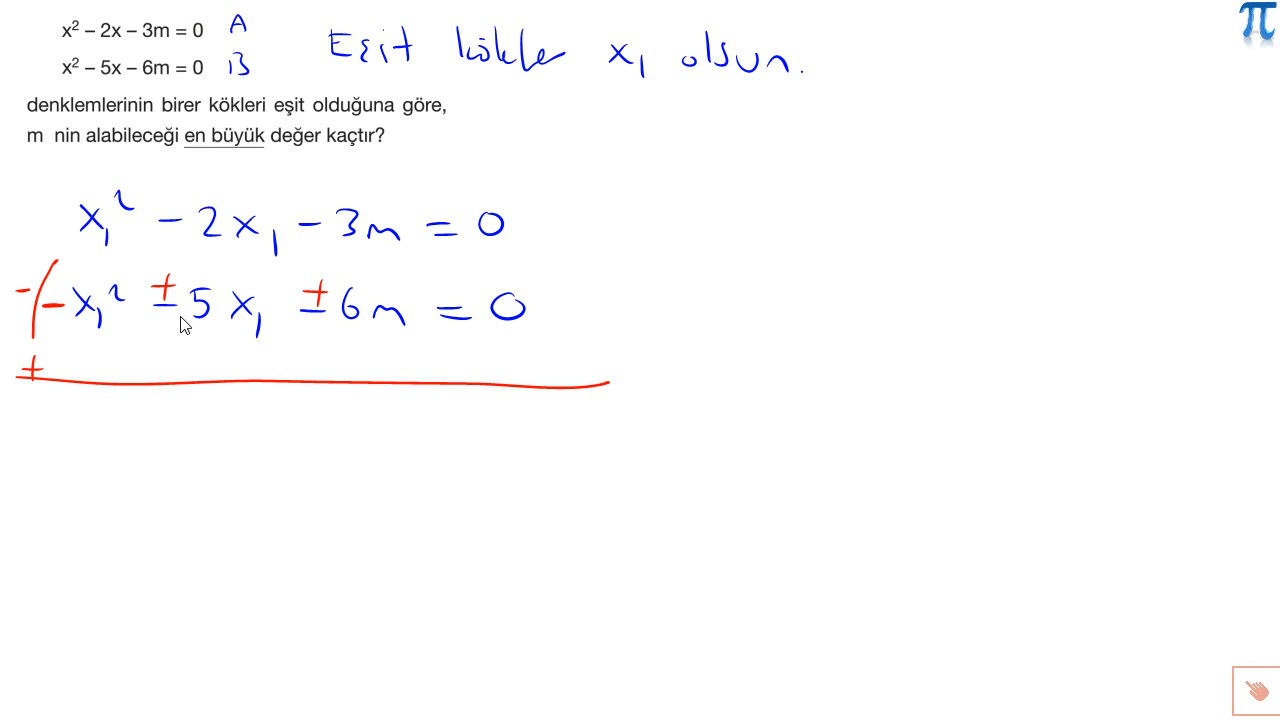 x² – 2x – 3m = 0 A
x² – 5x – 6m = 0 B
Eşit kökler x₁ olsun.
denklemlerinin birer kökleri eşit olduğuna göre,
m nin alabileceği en büyük değer kaçtır?
x₁² – 2x₁ – 3m = 0
-/ – x₁² ± 5x₁ ± 6m = 0
+
π